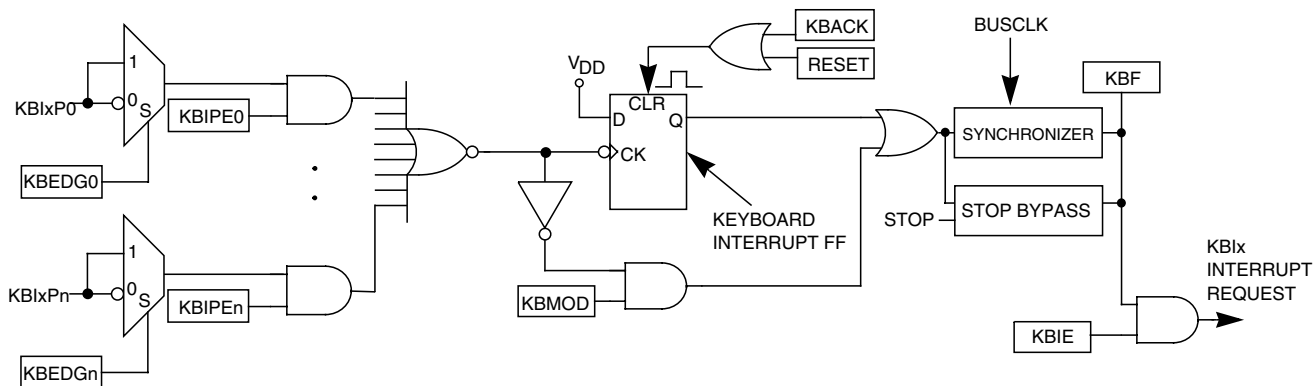 KBIxP0
1
0
S
KBIPE0
KBEDG0
KBIxPn
1
0
S
KBIPEn
KBEDGn
VDD
D
CLR
Q
CK
KBACK
RESET
KEYBOARD
INTERRUPT FF
KBMOD
BUSCLK
SYNCHRONIZER
STOP
STOP BYPASS
KBF
KBIE
KBIx
INTERRUPT
REQUEST